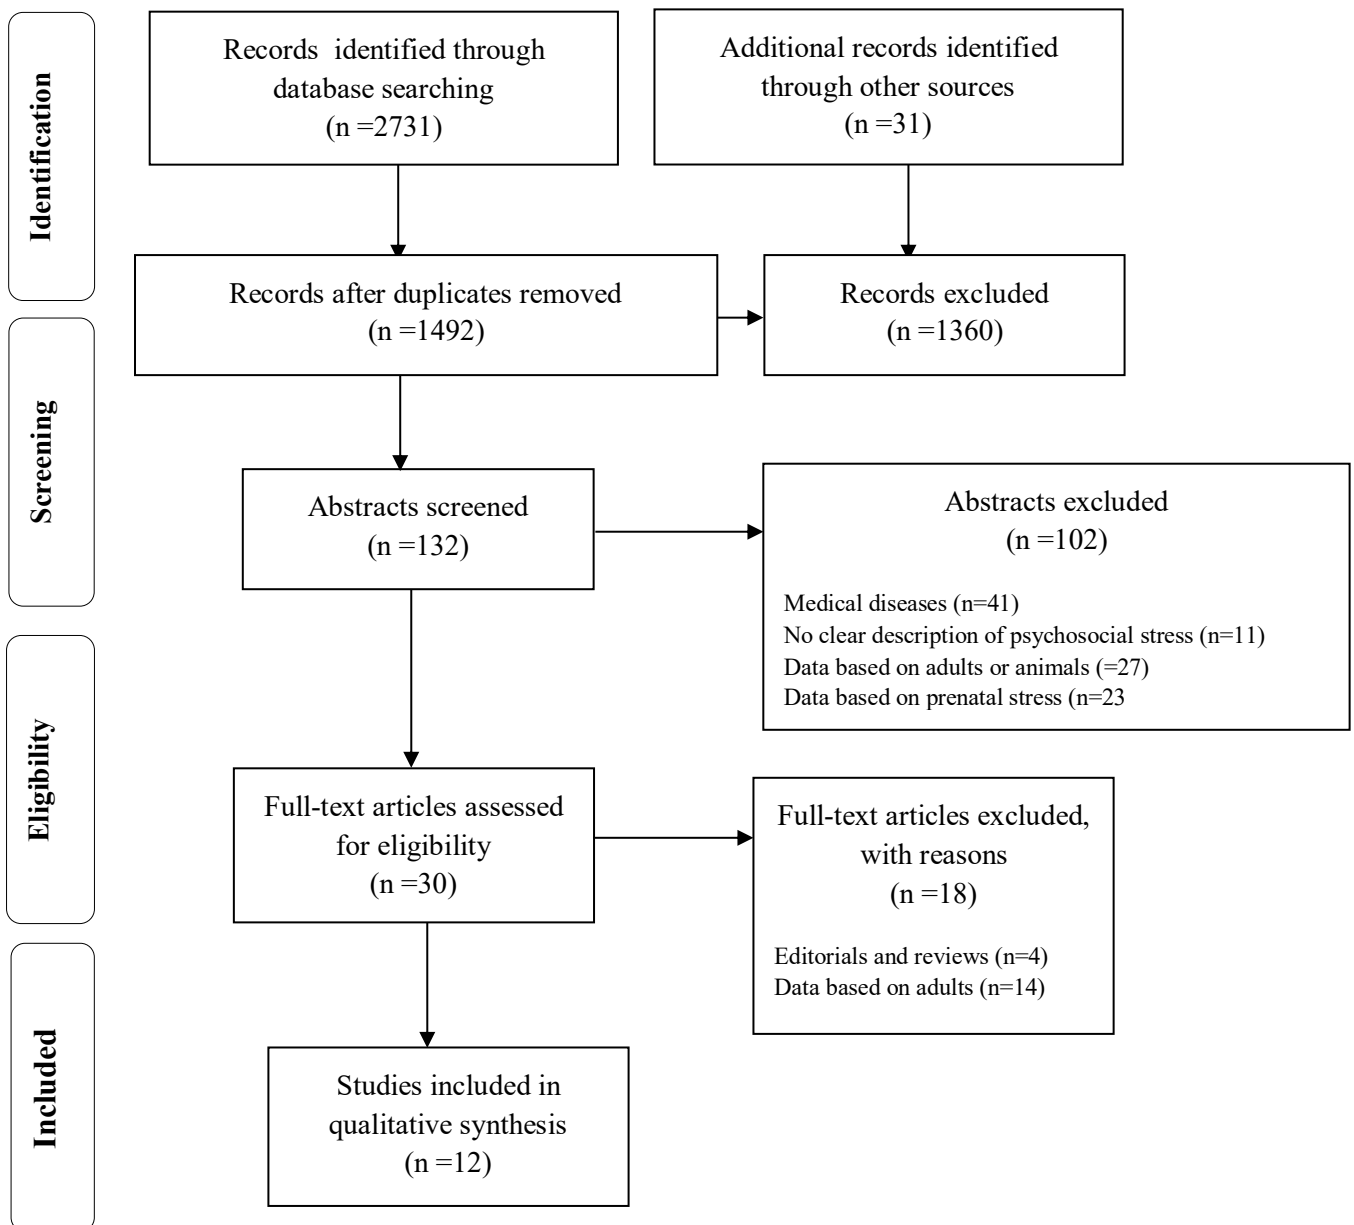 Identification
Records identified through
database searching
(n =2731)
Additional records identified
through other sources
(n =31)
Records after duplicates removed
(n =1492)
Records excluded
(n =1360)
Screening
Abstracts screened
(n =132)
Abstracts excluded
(n =102)
Medical diseases (n=41)
No clear description of psychosocial stress (n=11)
Data based on adults or animals (=27)
Data based on prenatal stress (n=23
Eligibility
Full-text articles assessed
for eligibility
(n =30)
Full-text articles excluded,
with reasons
(n =18)
Editorials and reviews (n=4)
Data based on adults (n=14)
Included
Studies included in
qualitative synthesis
(n =12)